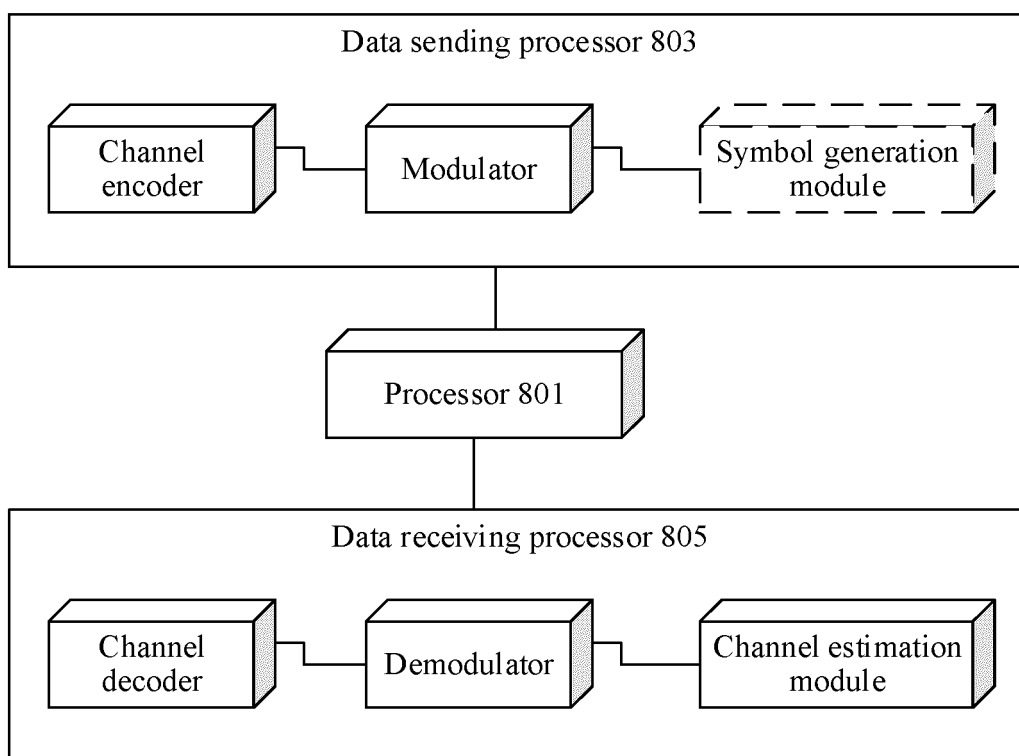 Data sending processor 803
Channel
encoder
Modulator
Symbol generation
module
Processor 801
Data receiving processor 805
Channel
decoder
Demodulator
Channel estimation
module